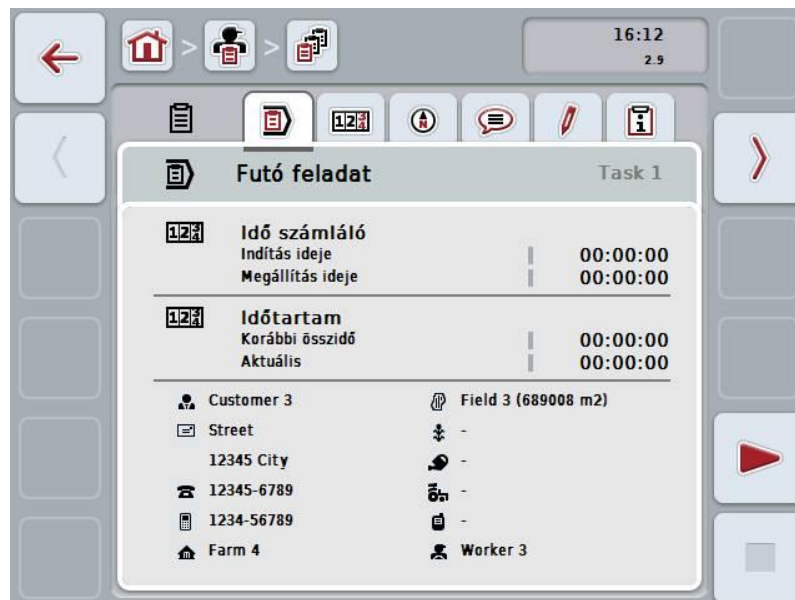 16:12
2.9
Futó feladat
Task 1
Idő számláló
Indítás ideje 00:00:00
Megállítás ideje 00:00:00
Időtartam
Korábbi összidő 00:00:00
Aktuális 00:00:00
Customer 3
Field 3 (689008 m2)
Street
-
12345 City
-
12345-6789
-
1234-56789
-
Farm 4
Worker 3